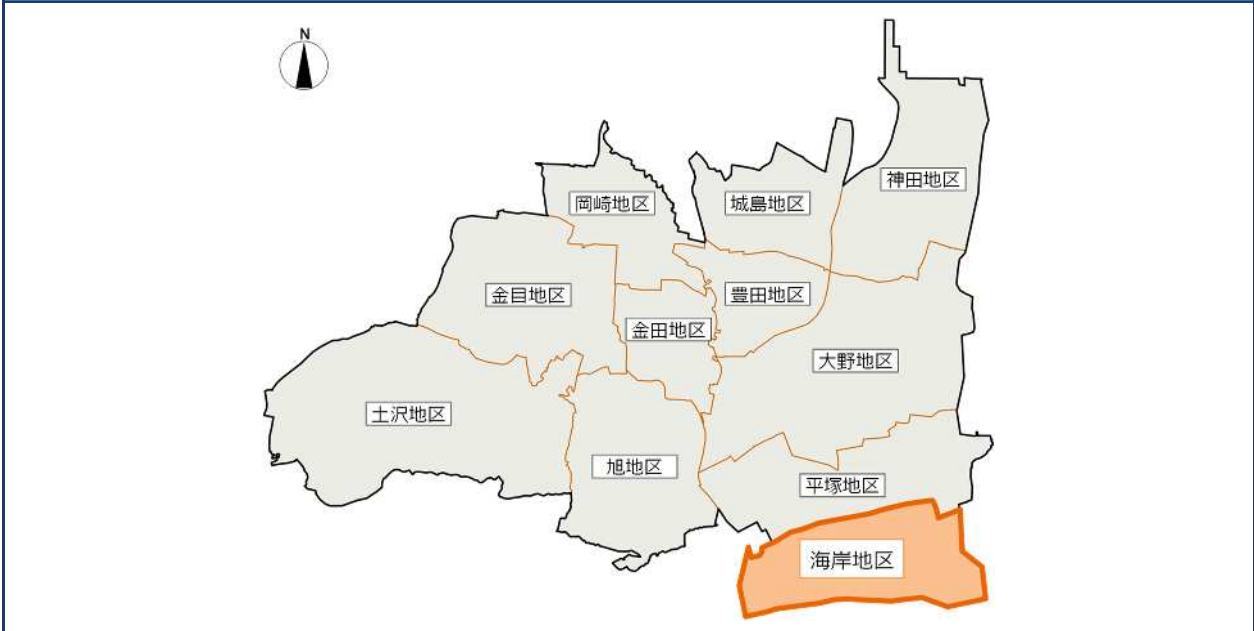 N
神田地区
岡崎地区
城島地区
金目地区
豊田地区
金田地区
大野地区
土沢地区
旭地区
平塚地区
海岸地区